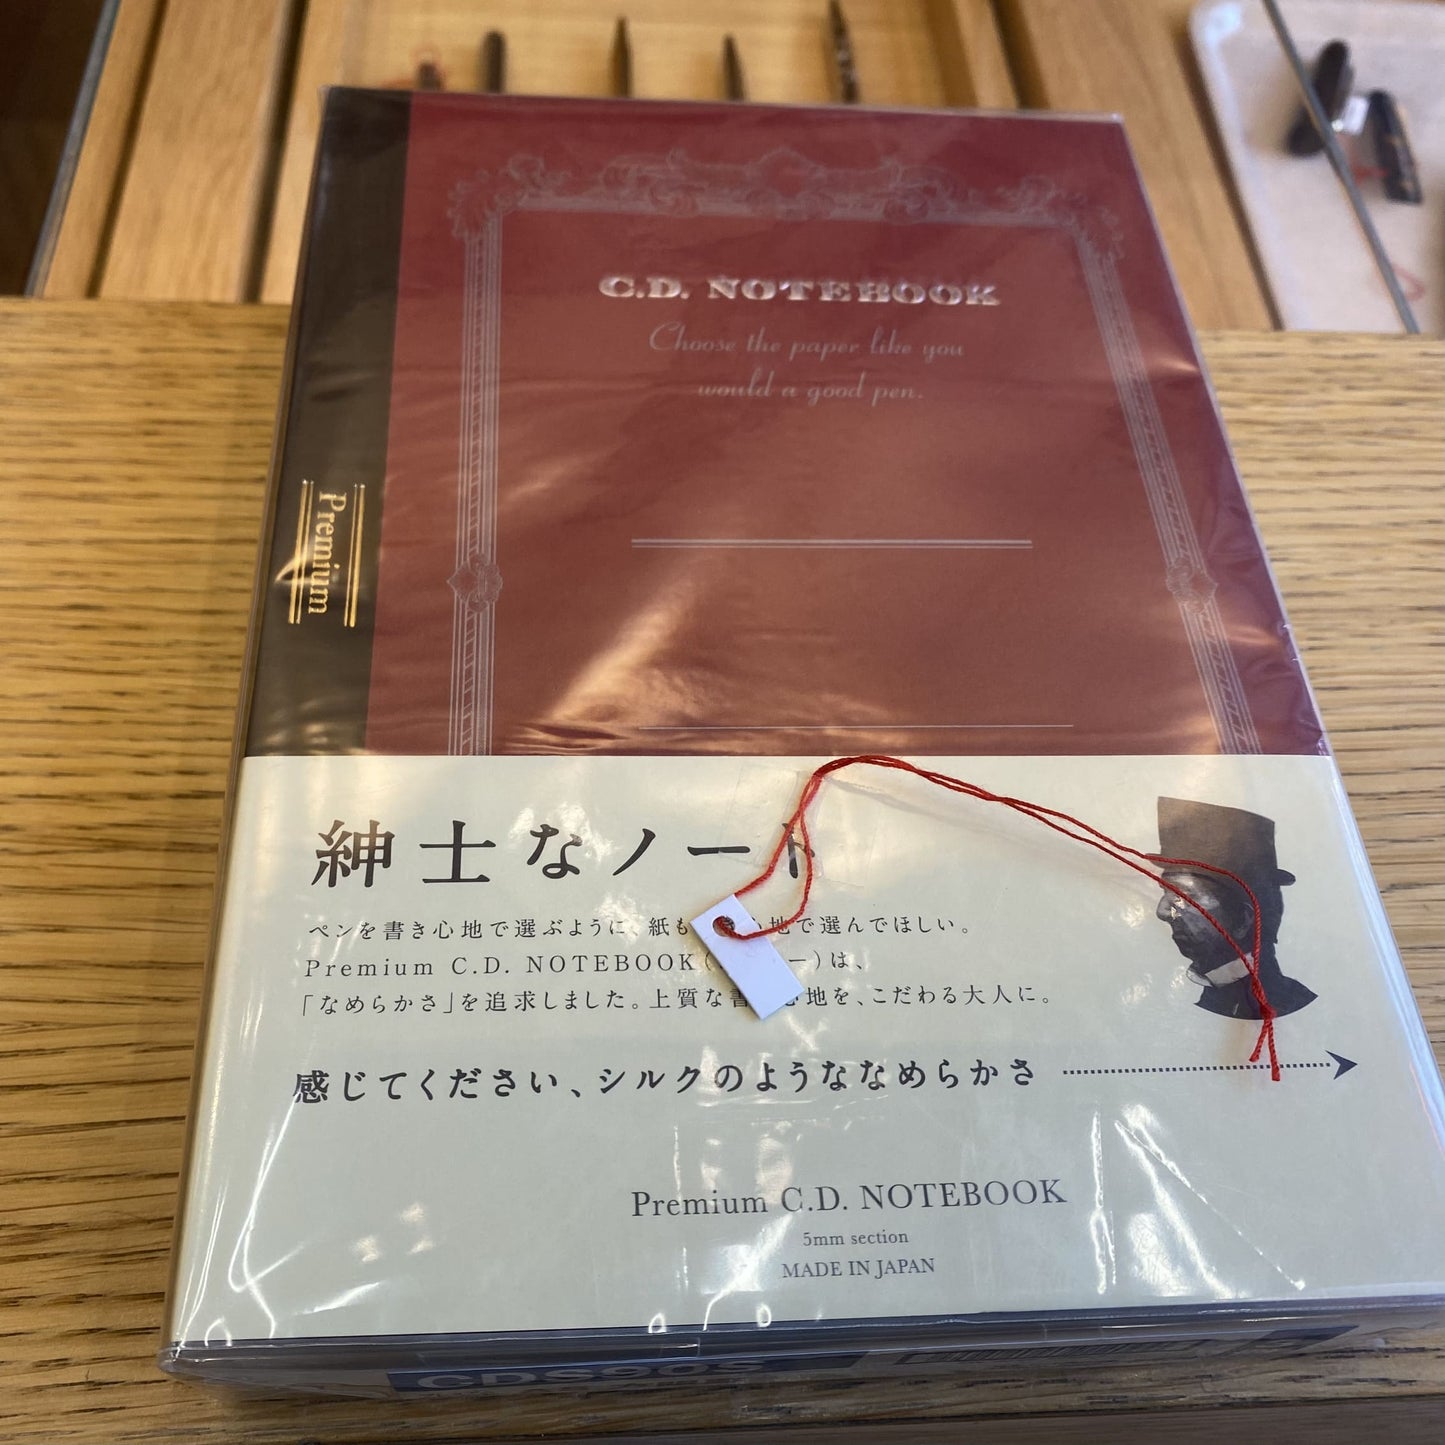 C.D. NOTEBOOK
Choose the paper like you
would a good pen.
Premium
紳士なノート
ペンを書き心地で選ぶように、紙も 心地で選んでほしい。
Premium C.D. NOTEBOOK( ー)は、
「なめらかさ」を追求しました。上質な書 心地を、こだわる大人に。
感じてください、シルクのようななめらかさ
Premium C.D. NOTEBOOK
5mm section
MADE IN JAPAN
CDS90S